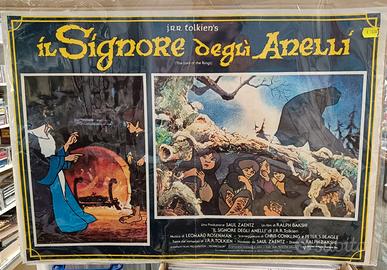 j.R.R. tolkien's
il Signore degli Anelli
(The Lord of the Rings)
Una Produzione SAUL ZAENTZ Un film di RALPH BAKSHI
"IL SIGNORE DEGLI ANELLI" di J.R.R. Tolkien
Musica di LEONARD ROSENMAN Sceneggiatura di CHRIS CONKLING e PETER S. BEAGLE
J.R.R. TOLKIEN Prodotto da SAUL ZAENTZ Diretto da RALPH BAKSHI